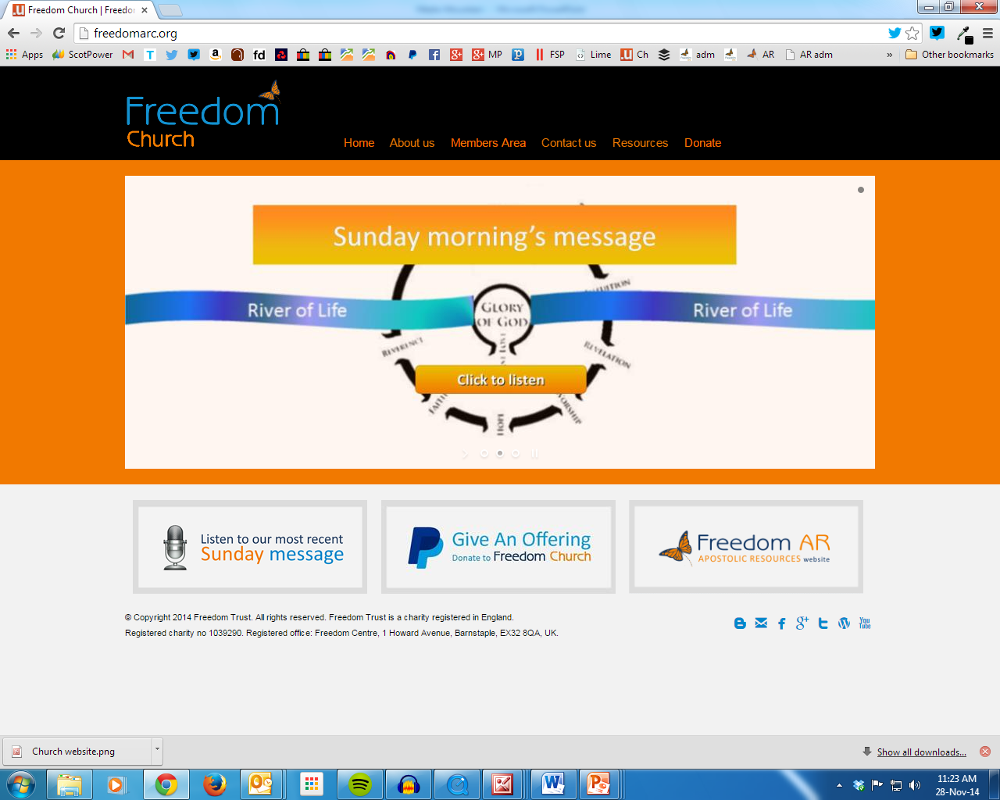 Freedom Church | Freedo
freedomarc.org
Apps ScotPower MP FSP Lime Ch adm AR AR adm » Other bookmarks
Freedom
Church
Home About us Members Area Contact us Resources Donate
Sunday morning's message
River of Life GLORY OF GOD River of Life
REVERENCE REVELATION
Click to listen
HOPE
Listen to our most recent
Sunday message
Give An Offering
Donate to Freedom Church
Freedom AR
APOSTOLIC RESOURCES website
© Copyright 2014 Freedom Trust. All rights reserved. Freedom Trust is a charity registered in England.
Registered charity no 1039290. Registered office: Freedom Centre, 1 Howard Avenue, Barnstaple, EX32 8QA, UK.
You Tube
Church website.png Show all downloads...
11:23 AM
28-Nov-14